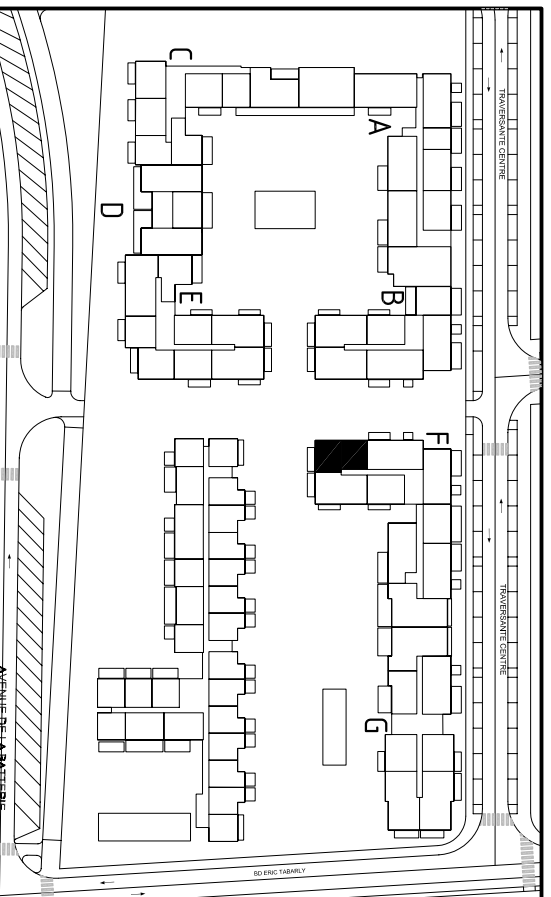 TRAVERSANTE CENTRE
TRAVERSANTE CENTRE
C
A
D
E
B
F
G
AVENUE DE LA BATTERIE
BD ERIC TABARLY